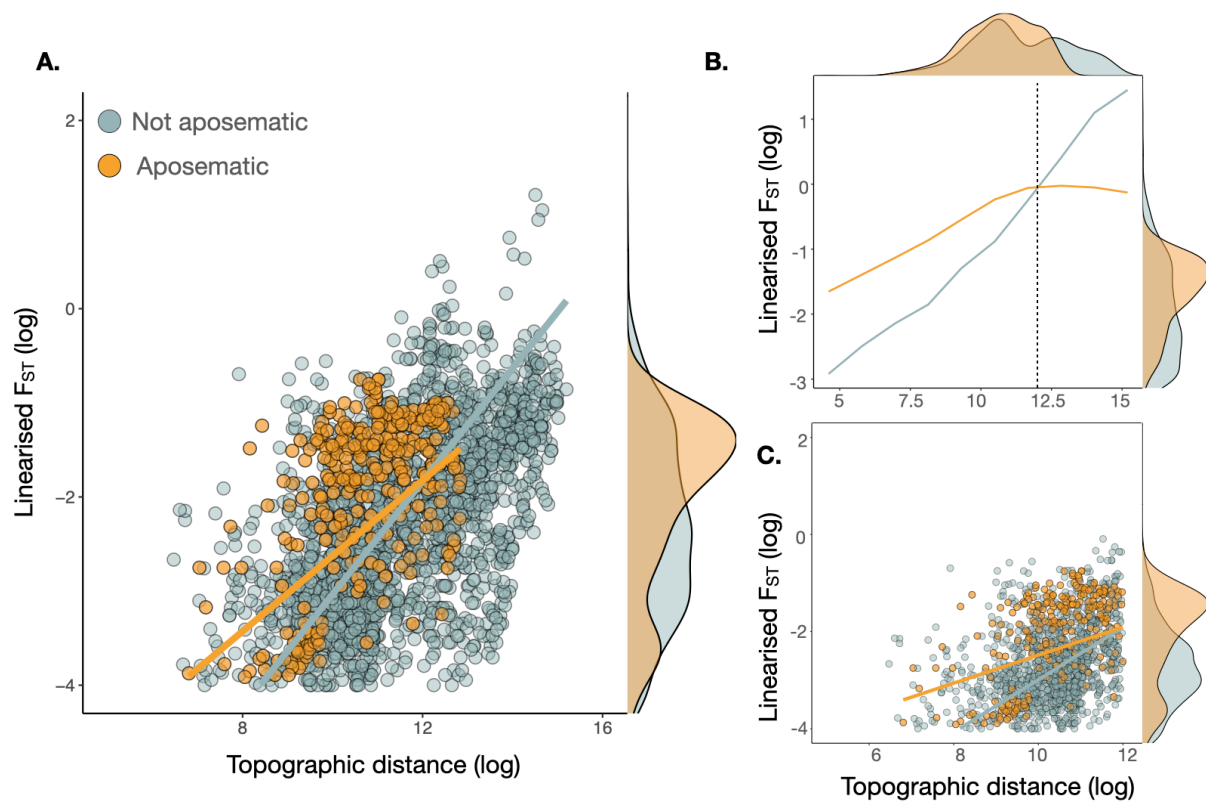 A.
Not aposematic
Aposematic
Linearised FST (log)
2
0
−2
−4
8
12
16
Topographic distance (log)
B.
Linearised FST (log)
1
0
-1
-2
-3
5
7.5
10
12.5
15
C.
Linearised FST (log)
2
0
-2
-4
6
8
10
12
Topographic distance (log)